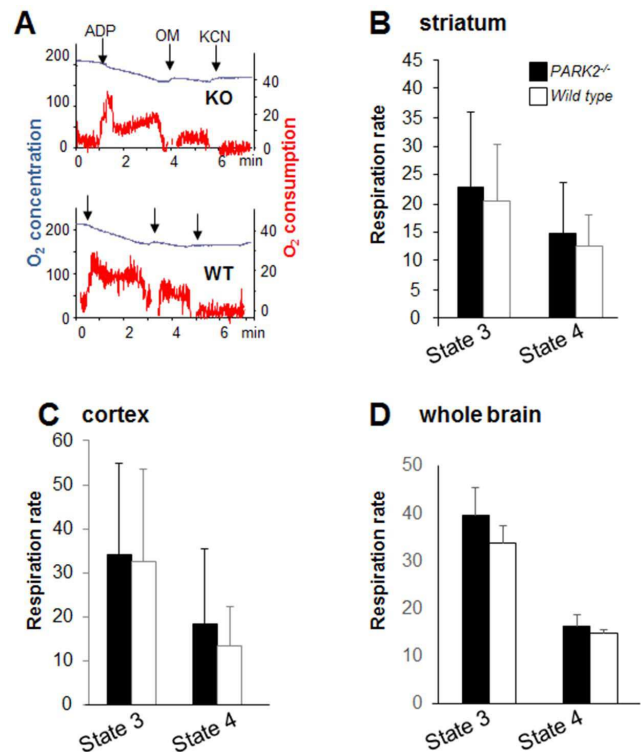 A
ADP
OM
KCN
200
100
0
40
20
0
KO
0
2
4
6
min
O₂ concentration
O₂ consumption
200
100
0
40
20
0
WT
0
2
4
6
min
B striatum
PARK2-/-
Wild type
Respiration rate
45
40
35
30
25
20
15
10
5
0
State 3
State 4
C cortex
Respiration rate
60
50
40
30
20
10
0
State 3
State 4
D whole brain
Respiration rate
50
40
30
20
10
0
State 3
State 4